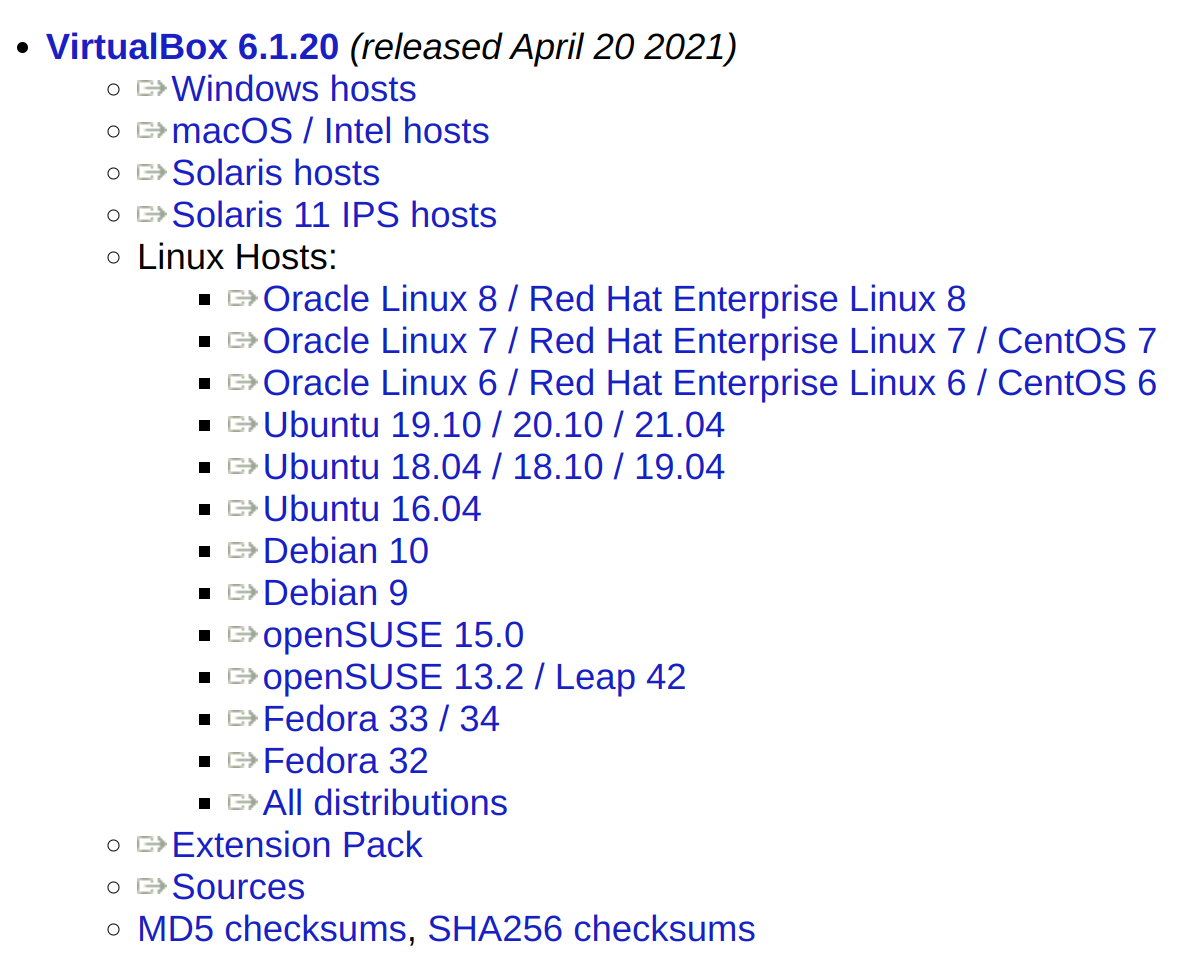 VirtualBox 6.1.20 (released April 20 2021)
Windows hosts
macOS / Intel hosts
Solaris hosts
Solaris 11 IPS hosts
Linux Hosts:
Oracle Linux 8 / Red Hat Enterprise Linux 8
Oracle Linux 7 / Red Hat Enterprise Linux 7 / CentOS 7
Oracle Linux 6 / Red Hat Enterprise Linux 6 / CentOS 6
Ubuntu 19.10 / 20.10 / 21.04
Ubuntu 18.04 / 18.10 / 19.04
Ubuntu 16.04
Debian 10
Debian 9
openSUSE 15.0
openSUSE 13.2 / Leap 42
Fedora 33 / 34
Fedora 32
All distributions
Extension Pack
Sources
MD5 checksums, SHA256 checksums